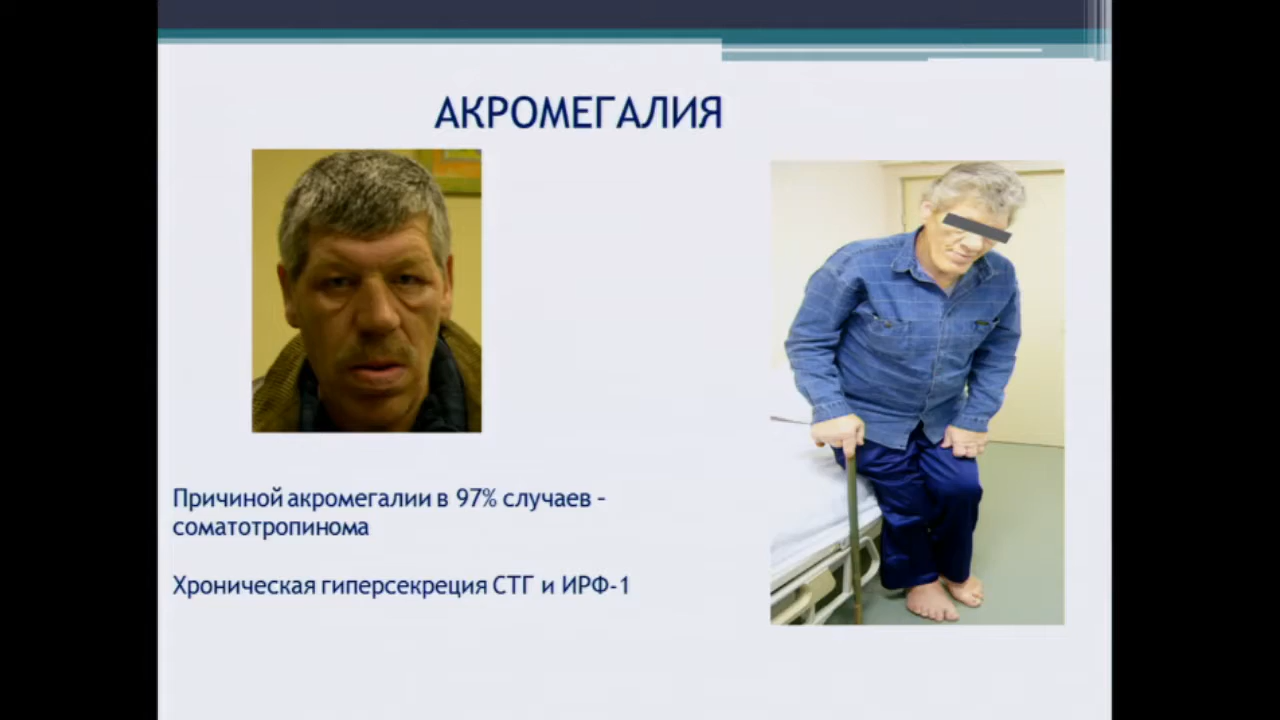 АКРОМЕГАЛИЯ
Причиной акромегалии в 97% случаев –
соматотропинома
Хроническая гиперсекреция СТГ и ИРФ-1